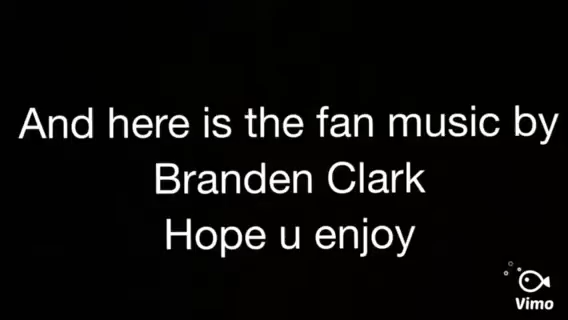 And here is the fan music by
Branden Clark
Hope u enjoy
Vimo